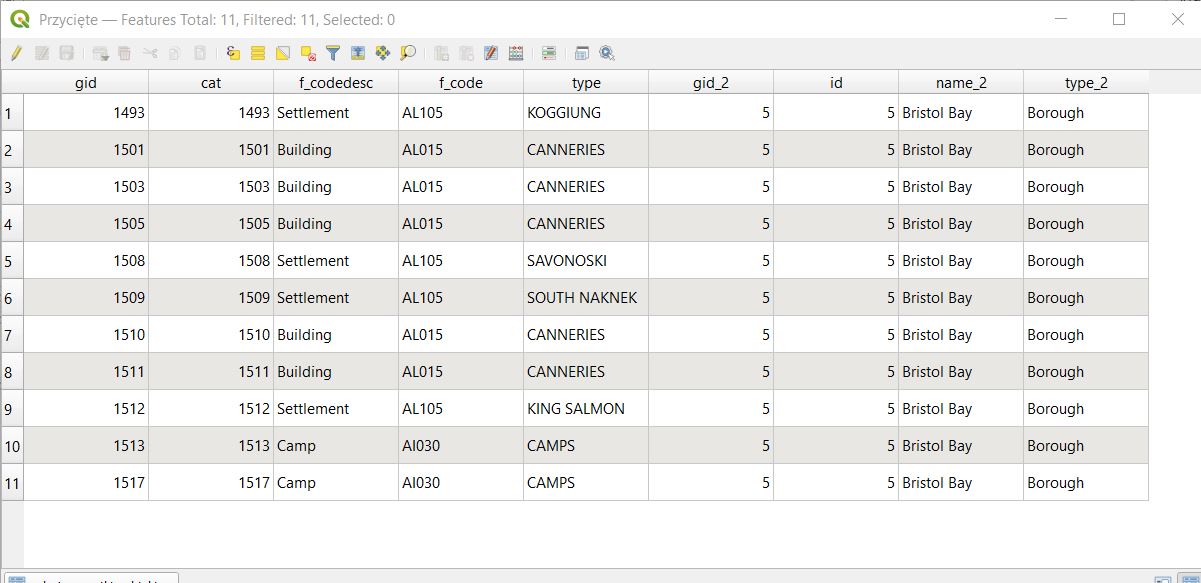 Przycięte — Features Total: 11, Filtered: 11, Selected: 0
gid cat f_codedesc f_code type gid_2 id name_2 type_2
1 1493 1493 Settlement AL105 KOGGIUNG 5 5 Bristol Bay Borough
2 1501 1501 Building AL015 CANNERIES 5 5 Bristol Bay Borough
3 1503 1503 Building AL015 CANNERIES 5 5 Bristol Bay Borough
4 1505 1505 Building AL015 CANNERIES 5 5 Bristol Bay Borough
5 1508 1508 Settlement AL105 SAVONOSKI 5 5 Bristol Bay Borough
6 1509 1509 Settlement AL105 SOUTH NAKNEK 5 5 Bristol Bay Borough
7 1510 1510 Building AL015 CANNERIES 5 5 Bristol Bay Borough
8 1511 1511 Building AL015 CANNERIES 5 5 Bristol Bay Borough
9 1512 1512 Settlement AL105 KING SALMON 5 5 Bristol Bay Borough
10 1513 1513 Camp AI030 CAMPS 5 5 Bristol Bay Borough
11 1517 1517 Camp AI030 CAMPS 5 5 Bristol Bay Borough